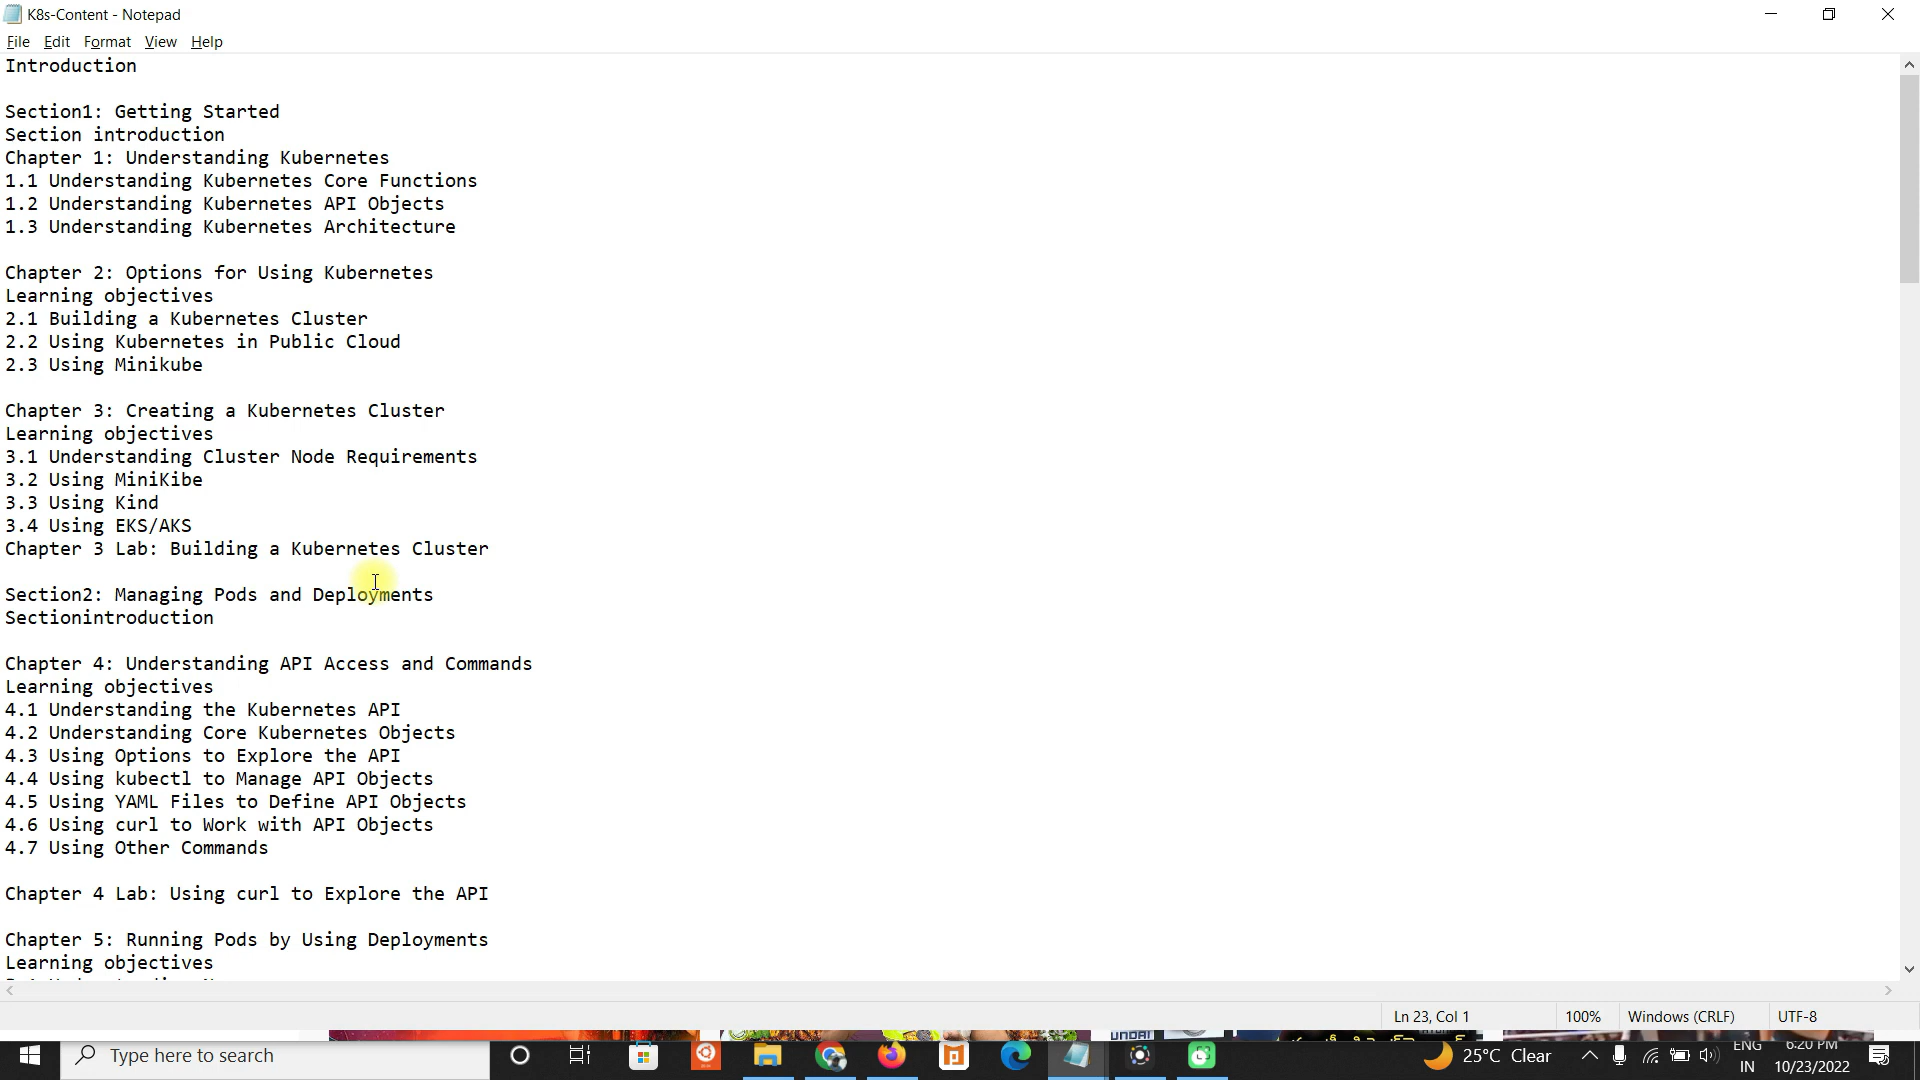 K8s-Content - Notepad
File Edit Format View Help
Introduction
Section1: Getting Started
Section introduction
Chapter 1: Understanding Kubernetes
1.1 Understanding Kubernetes Core Functions
1.2 Understanding Kubernetes API Objects
1.3 Understanding Kubernetes Architecture
Chapter 2: Options for Using Kubernetes
Learning objectives
2.1 Building a Kubernetes Cluster
2.2 Using Kubernetes in Public Cloud
2.3 Using Minikube
Chapter 3: Creating a Kubernetes Cluster
Learning objectives
3.1 Understanding Cluster Node Requirements
3.2 Using MiniKibe
3.3 Using Kind
3.4 Using EKS/AKS
Chapter 3 Lab: Building a Kubernetes Cluster
Section2: Managing Pods and Deployments
Sectionintroduction
Chapter 4: Understanding API Access and Commands
Learning objectives
4.1 Understanding the Kubernetes API
4.2 Understanding Core Kubernetes Objects
4.3 Using Options to Explore the API
4.4 Using kubectl to Manage API Objects
4.5 Using YAML Files to Define API Objects
4.6 Using curl to Work with API Objects
4.7 Using Other Commands
Chapter 4 Lab: Using curl to Explore the API
Chapter 5: Running Pods by Using Deployments
Learning objectives
Ln 23, Col 1 100% Windows (CRLF) UTF-8
Type here to search
25°C Clear
ENG
IN
6:20 PM
10/23/2022